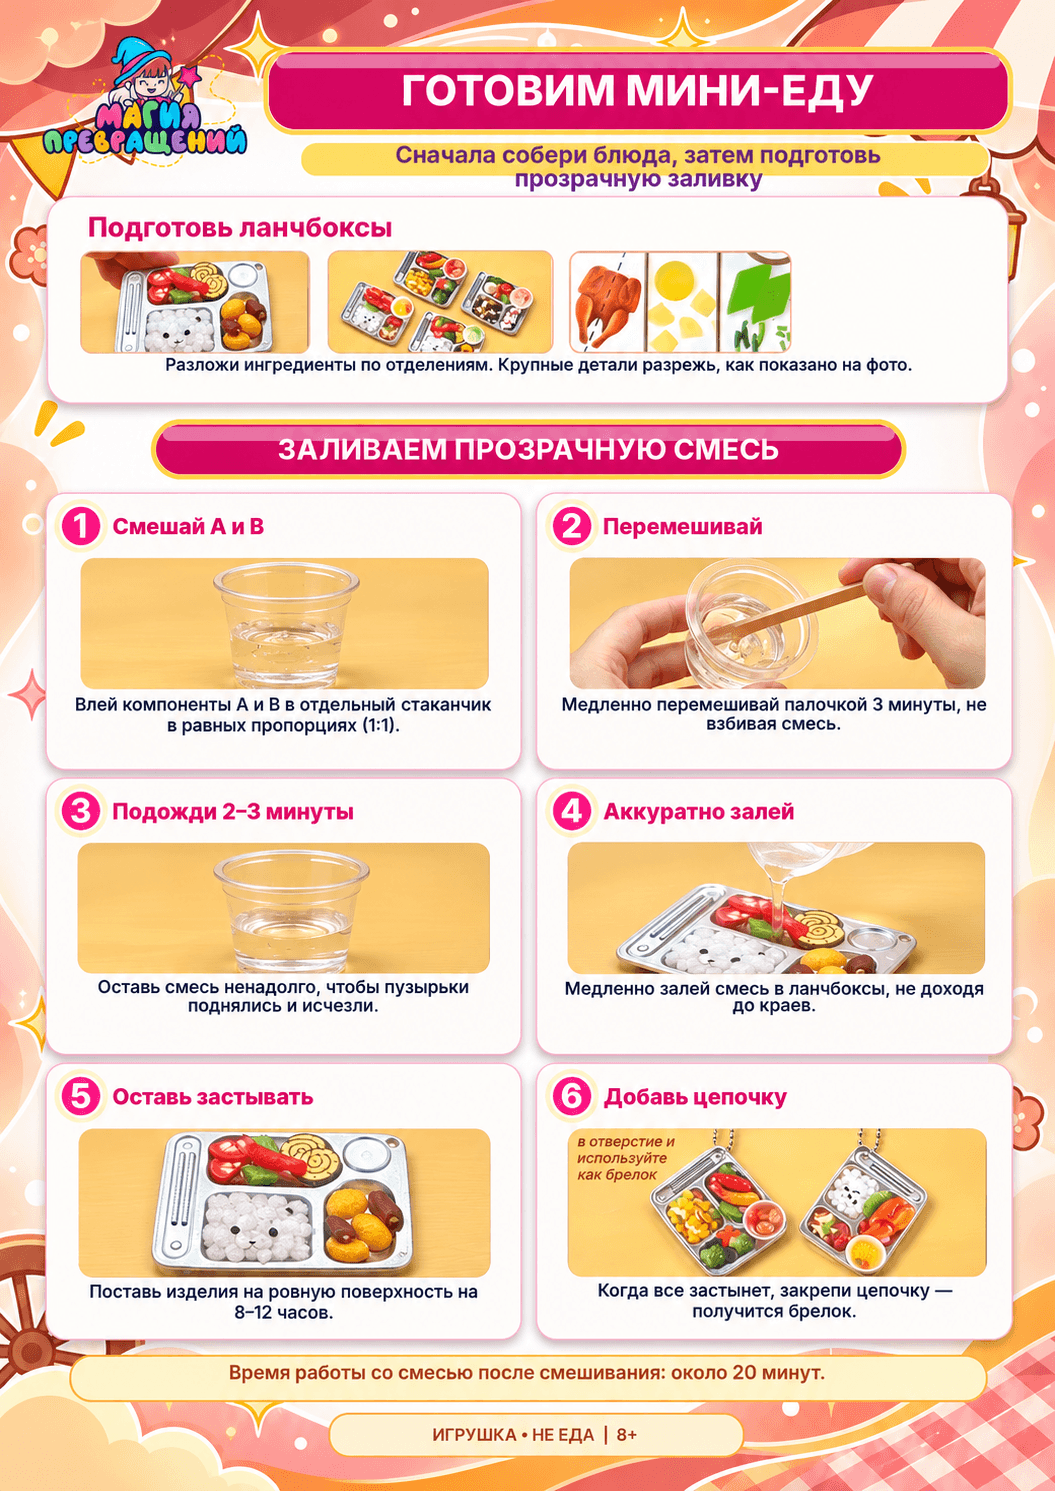 МАГИЯ
ПРЕВРАЩЕНИЙ
ГОТОВИМ МИНИ-ЕДУ
Сначала собери блюда, затем подготовь
прозрачную заливку
Подготовь ланчбоксы
Разложи ингредиенты по отделениям. Крупные детали разрежь, как показано на фото.
ЗАЛИВАЕМ ПРОЗРАЧНУЮ СМЕСЬ
1 Смешай А и В
Влей компоненты А и В в отдельный стаканчик
в равных пропорциях (1:1).
2 Перемешивай
Медленно перемешивай палочкой 3 минуты, не
взбивая смесь.
3 Подожди 2–3 минуты
Оставь смесь ненадолго, чтобы пузырьки
поднялись и исчезли.
4 Аккуратно залей
Медленно залей смесь в ланчбоксы, не доходя
до краев.
5 Оставь застывать
Поставь изделия на ровную поверхность на
8–12 часов.
6 Добавь цепочку
в отверстие и
используйте
как брелок
Когда все застынет, закрепи цепочку —
получится брелок.
Время работы со смесью после смешивания: около 20 минут.
ИГРУШКА • НЕ ЕДА | 8+